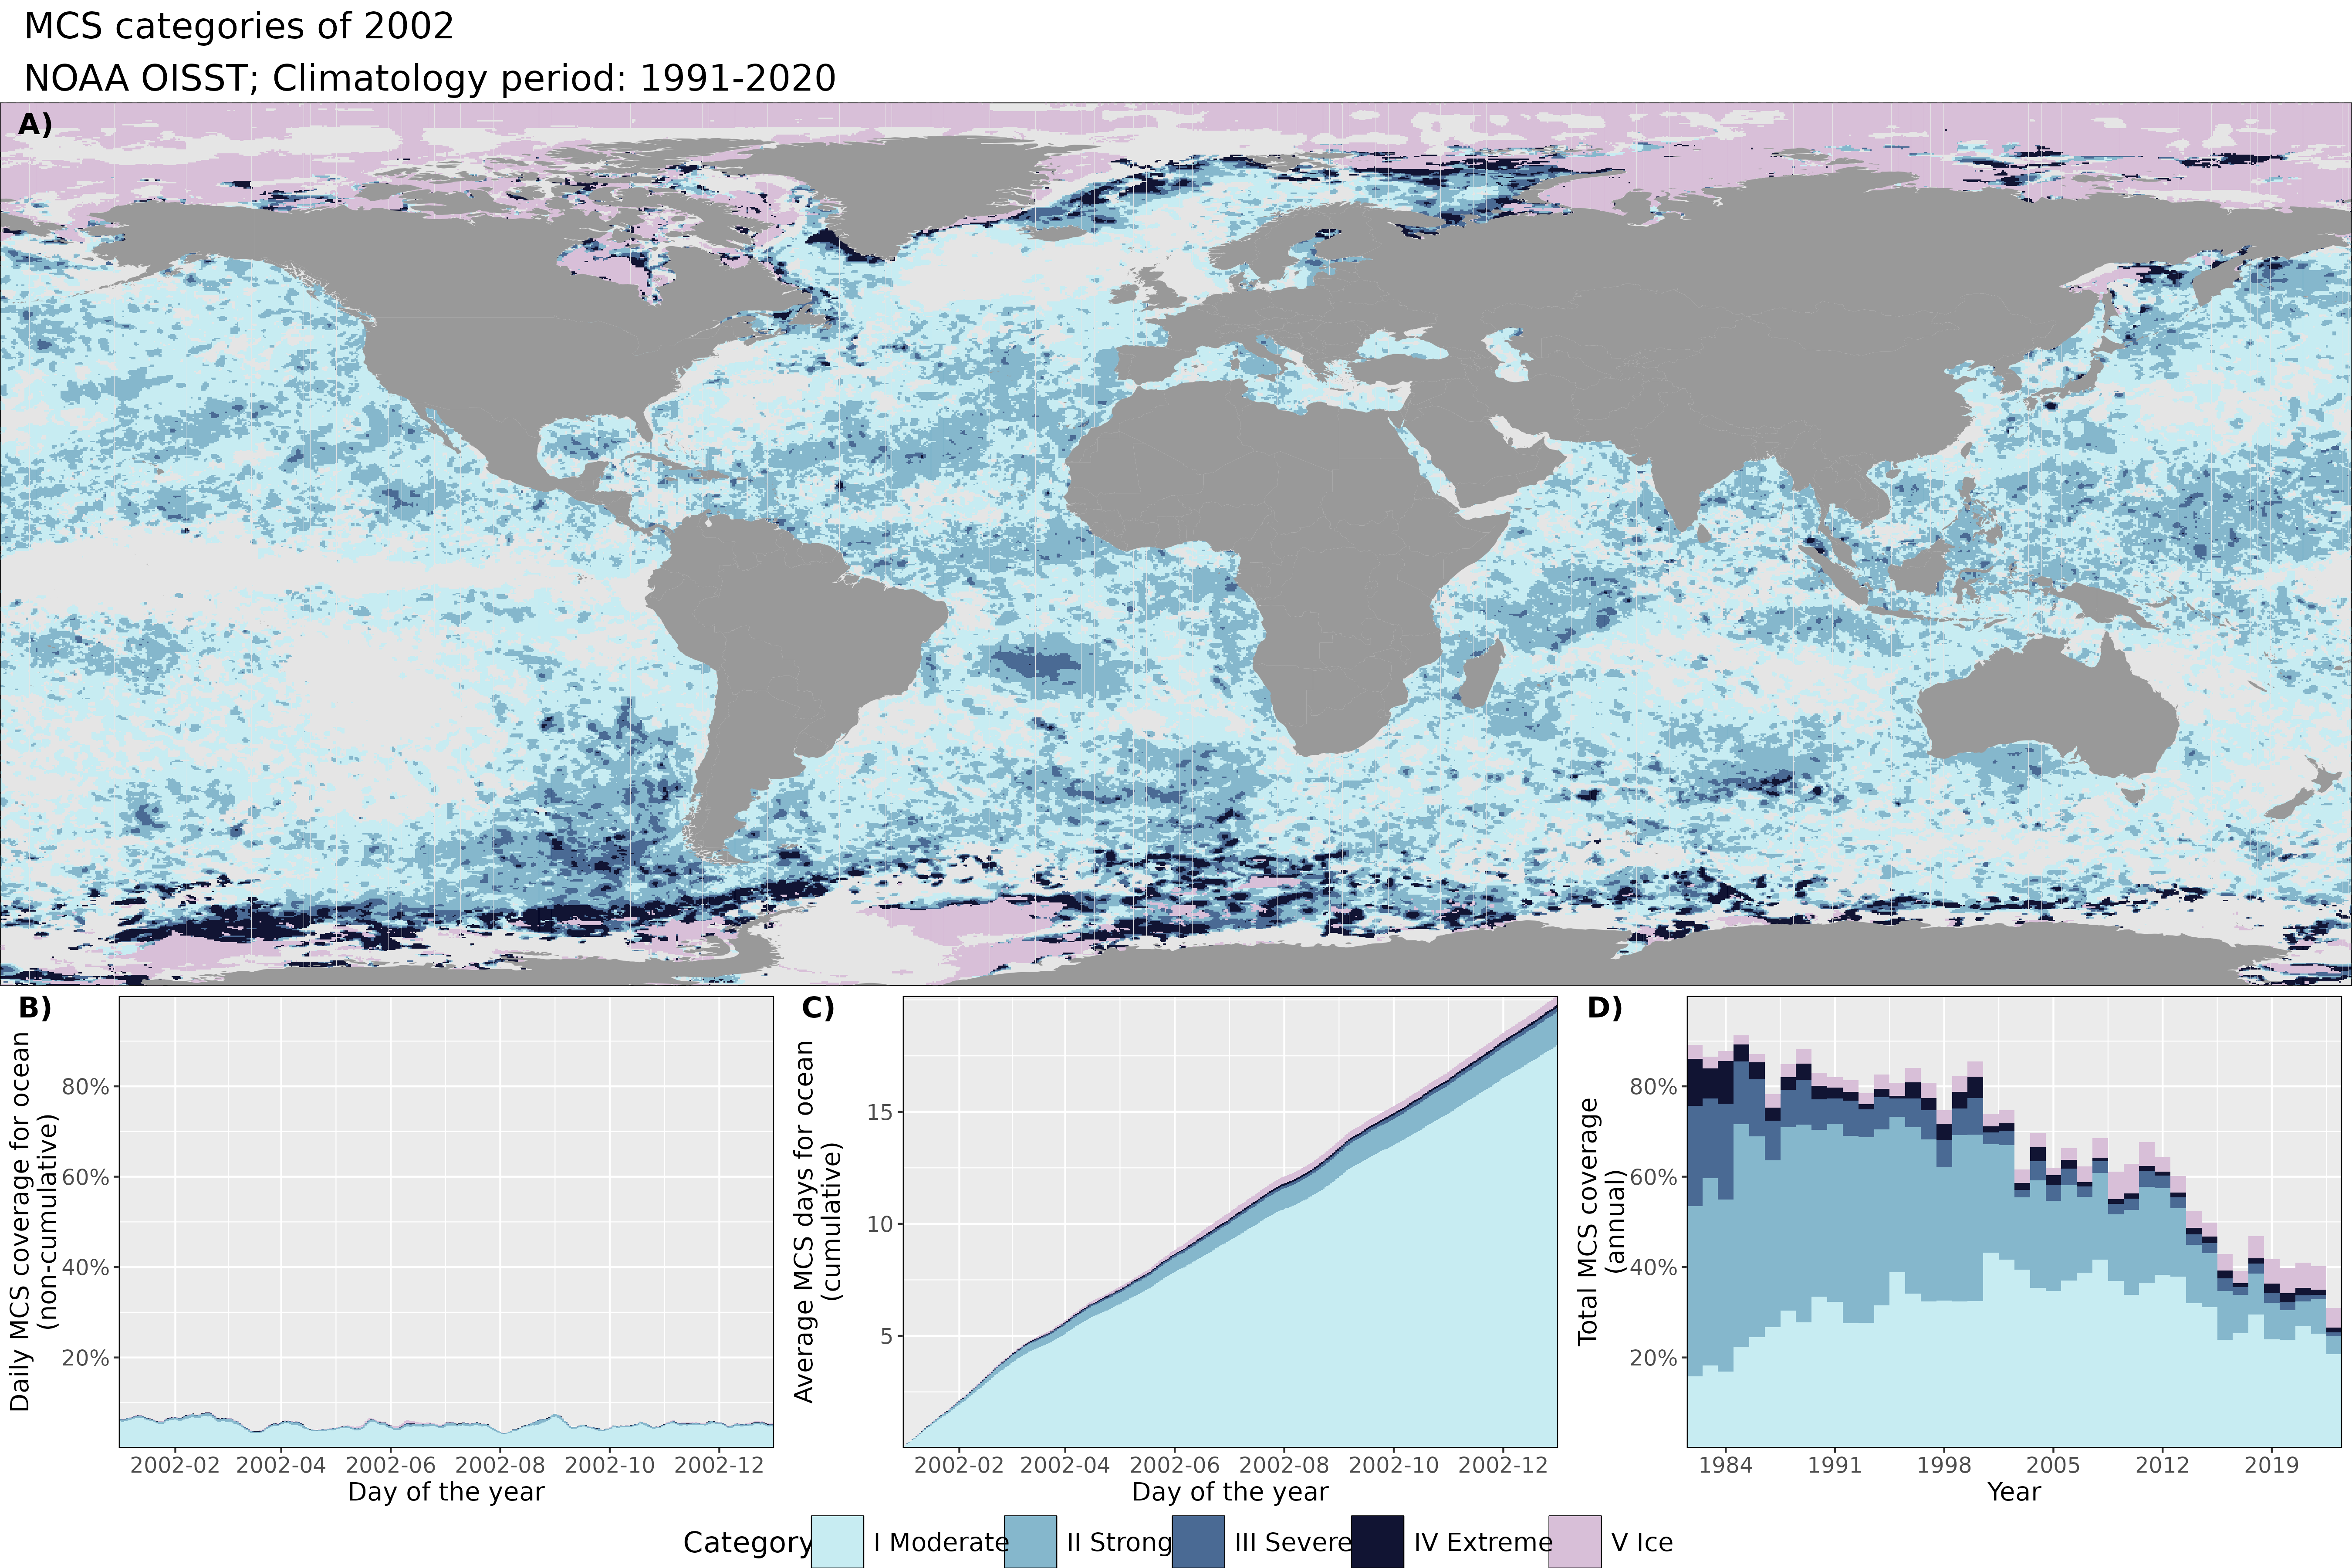 MCS categories of 2002
NOAA OISST; Climatology period: 1991-2020
A)
B)
Daily MCS coverage for ocean
(non-cumulative)
80%
60%
40%
20%
2002-02 2002-04 2002-06 2002-08 2002-10 2002-12
Day of the year
C)
Average MCS days for ocean
(cumulative)
15
10
5
2002-02 2002-04 2002-06 2002-08 2002-10 2002-12
Day of the year
D)
Total MCS coverage
(annual)
80%
60%
40%
20%
1984 1991 1998 2005 2012 2019
Year
Category I Moderate II Strong III Severe IV Extreme V Ice